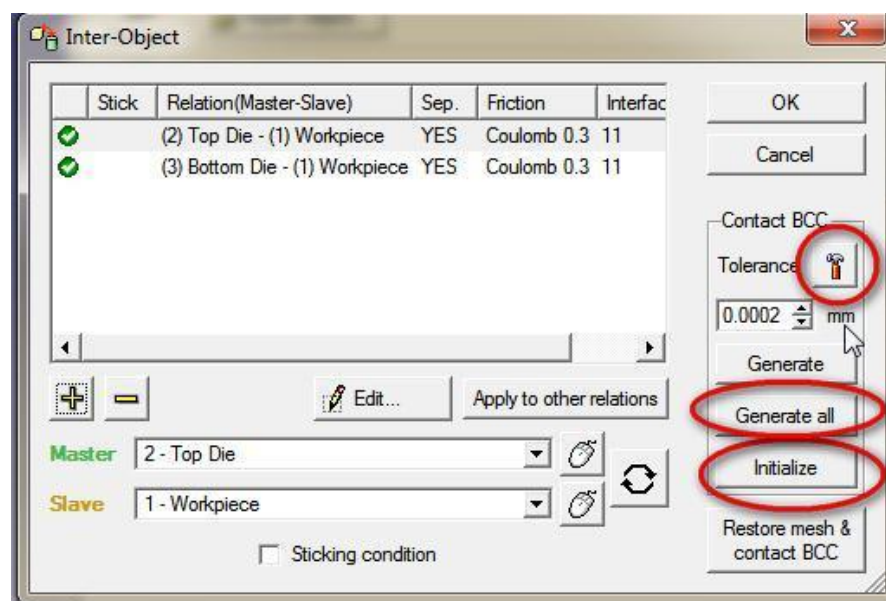 Inter-Object
Stick Relation(Master-Slave) Sep. Friction Interfac
(2) Top Die - (1) Workpiece YES Coulomb 0.3 11
(3) Bottom Die - (1) Workpiece YES Coulomb 0.3 11
OK
Cancel
Contact BCC
Tolerance
0.0002 mm
Generate
Generate all
Initialize
Restore mesh &
contact BCC
Edit...
Apply to other relations
Master 2 - Top Die
Slave 1 - Workpiece
Sticking condition